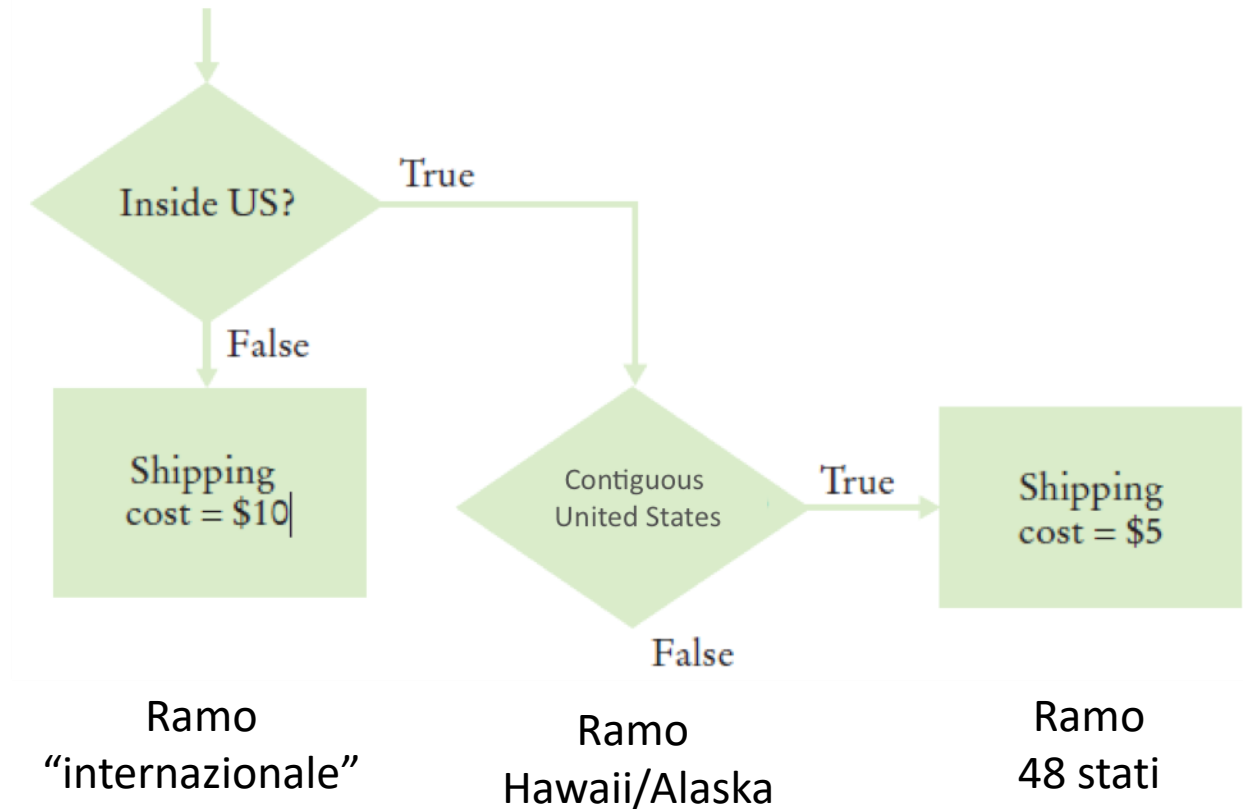 True
Inside US?
False
Shipping
cost = $10
Contiguous
United States
True
Shipping
cost = $5
False
Ramo
“internazionale”
Ramo
Hawaii/Alaska
Ramo
48 stati